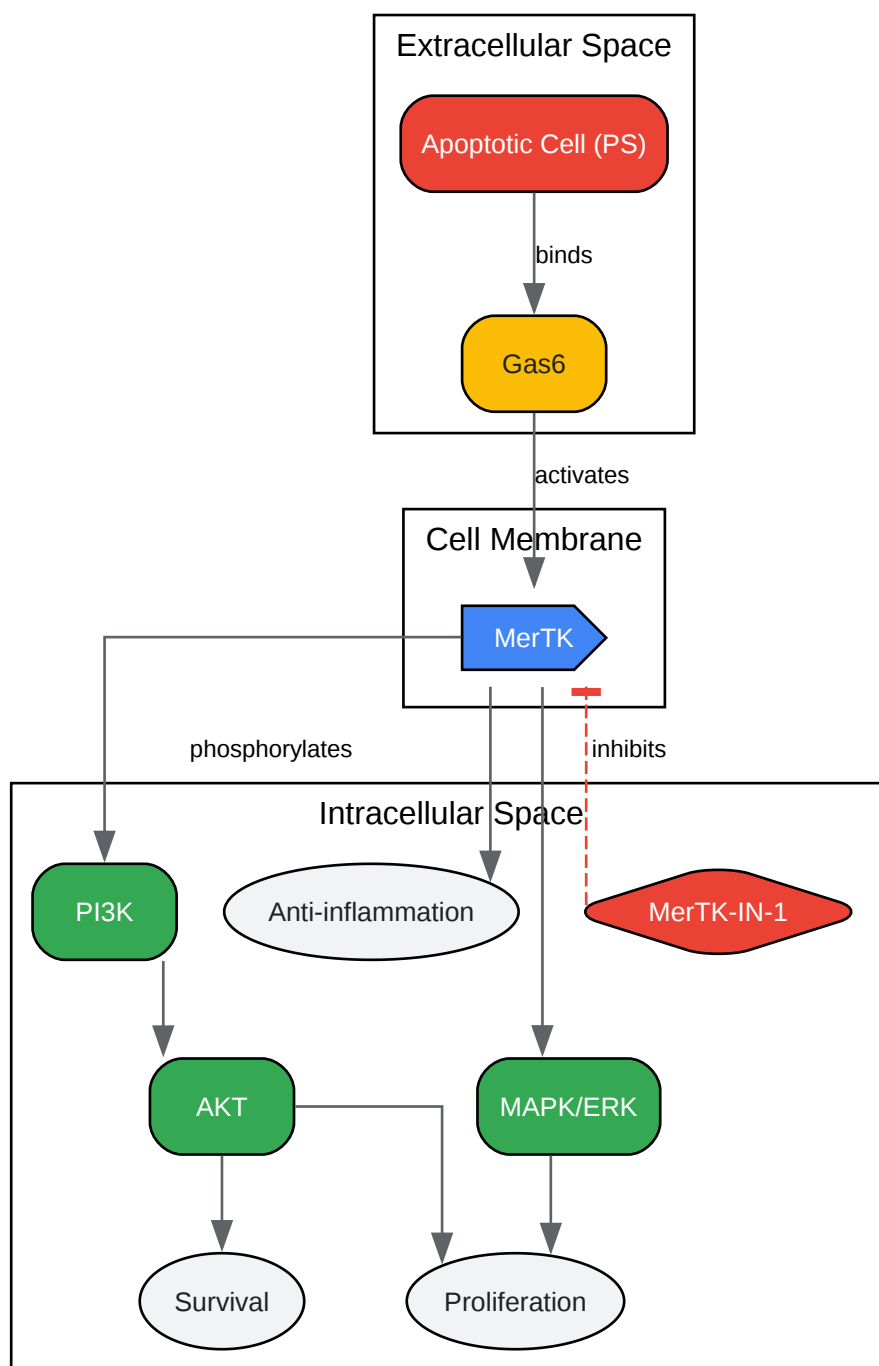 Extracellular Space
Apoptotic Cell (PS)
binds
Gas6
activates
Cell Membrane
MerTK
phosphorylates
inhibits
Intracellular Space
PI3K
Anti-inflammation
MerTK-IN-1
AKT
MAPK/ERK
Survival
Proliferation